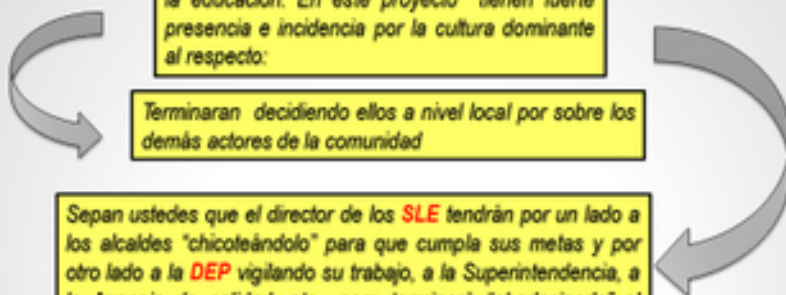 la educación. En este proyecto tienen fuerte
presencia e incidencia por la cultura dominante
al respecto:
Terminaran decidiendo ellos a nivel local por sobre los
demás actores de la comunidad
Sepan ustedes que el director de los SLE tendrán por un lado a
los alcaldes “chicoteándolo” para que cumpla sus metas y por
otro lado a la DEP vigilando su trabajo, a la Superintendencia, a